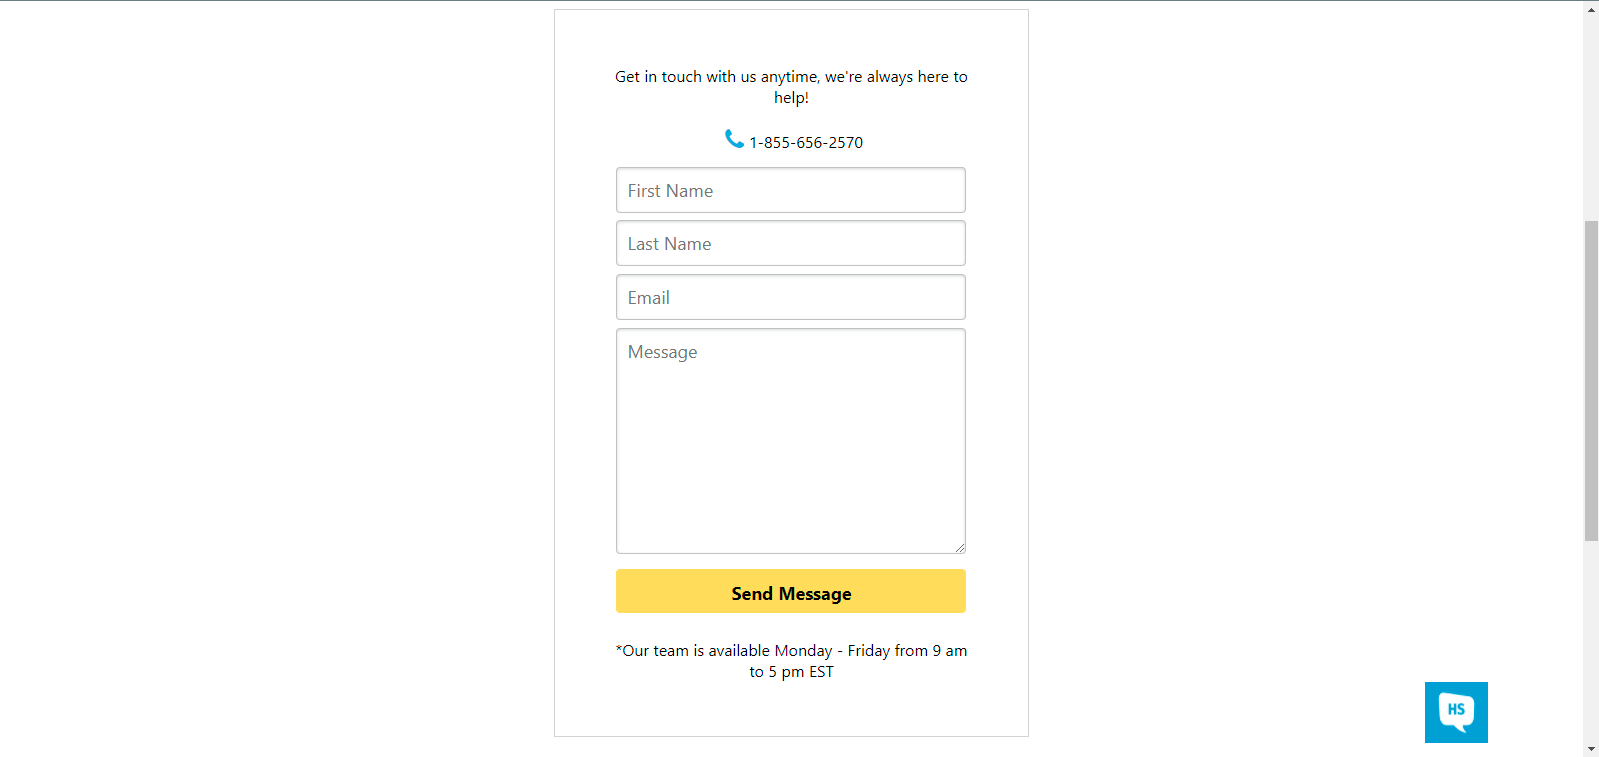 Get in touch with us anytime, we're always here to
help!
1-855-656-2570
First Name
Last Name
Email
Message
Send Message
*Our team is available Monday - Friday from 9 am
to 5 pm EST
HS